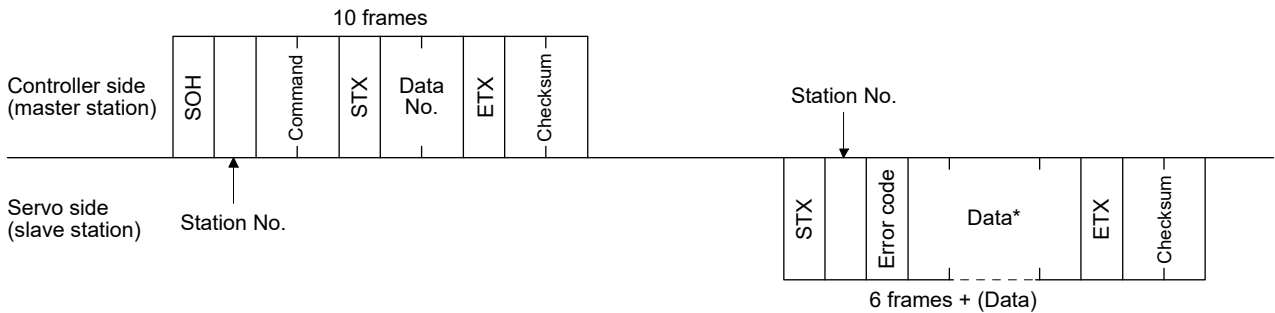 10 frames
Controller side
(master station)
SOH
Command
STX
Data
No.
ETX
Checksum
Station No.
Station No.
Servo side
(slave station)
STX
Error code
Data*
ETX
Checksum
6 frames + (Data)